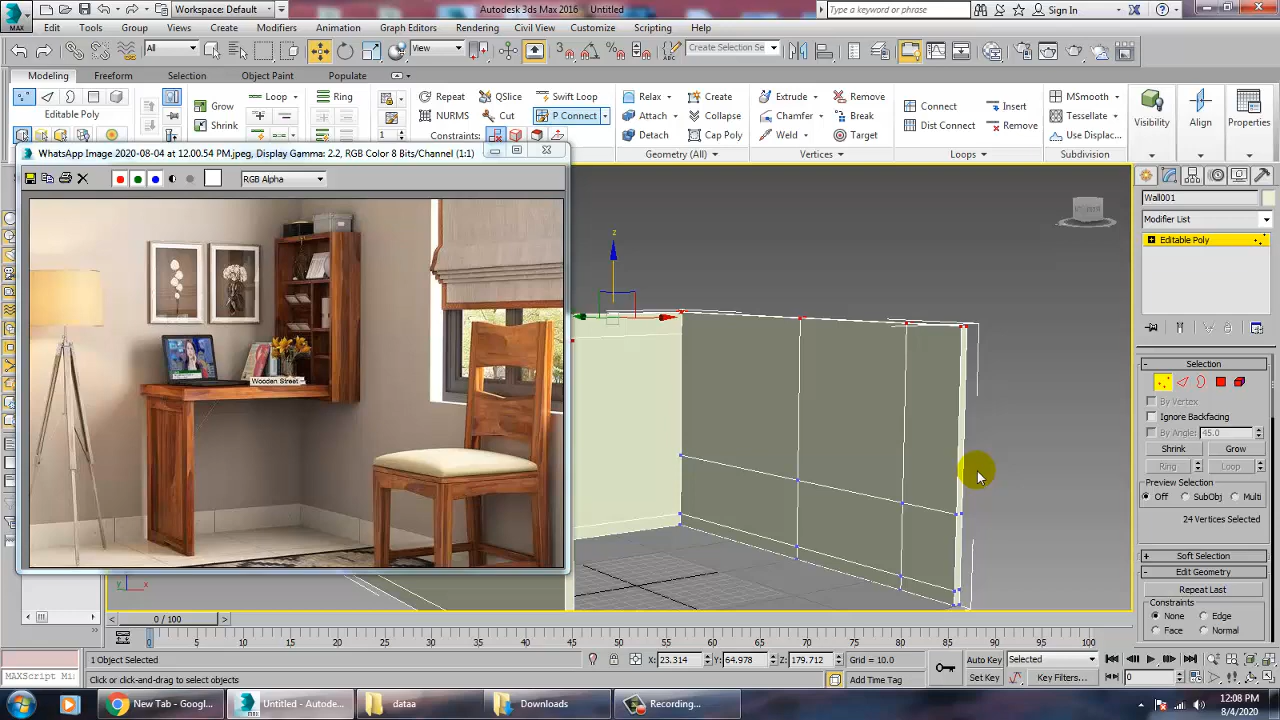 Workspace: Default
Autodesk 3ds Max 2016    Untitled
Type a keyword or phrase
Sign In
MAX
Edit Tools Group Views Create Modifiers Animation Graph Editors Rendering Civil View Customize Scripting Help
All
View
Create Selection Se
Modeling Freeform Selection Object Paint Populate
Editable Poly
Grow
Shrink
Loop
Ring
Repeat
NURMS
QSlice
Cut
Swift Loop
P Connect
Constraints:
1
Relax
Attach
Detach
Create
Collapse
Cap Poly
Geometry (All)
Extrude
Chamfer
Weld
Remove
Break
Target
Vertices
Connect
Dist Connect
Insert
Remove
Loops
MSmooth
Tessellate
Use Displac...
Visibility
Align
Properties
WhatsApp Image 2020-08-04 at 12.00.54 PM.jpeg, Display Gamma: 2.2, RGB Color 8 Bits/Channel (1:1)
RGB Alpha
Wooden Street
z
y
x
Wall001
Modifier List
Editable Poly
Selection
By Vertex
Ignore Backfacing
By Angle: 45.0
Shrink Grow
Ring Loop
Preview Selection
Off SubObj Multi
24 Vertices Selected
Soft Selection
Edit Geometry
Repeat Last
Constraints
None Edge
Face Normal
0 / 100
0 5 10 15 20 25 30 35 40 45 50 55 60 65 70 75 80 85 90 95 100
1 Object Selected
X: 23.314 Y: 64.978 Z: 179.712 Grid = 10.0
Auto Key Selected
MAXScript Mi
Click or click-and-drag to select objects
Add Time Tag
Set Key Key Filters...
0
New Tab - Googl...
Untitled - Autode...
dataa
Downloads
Recording...
12:08 PM
8/4/2020